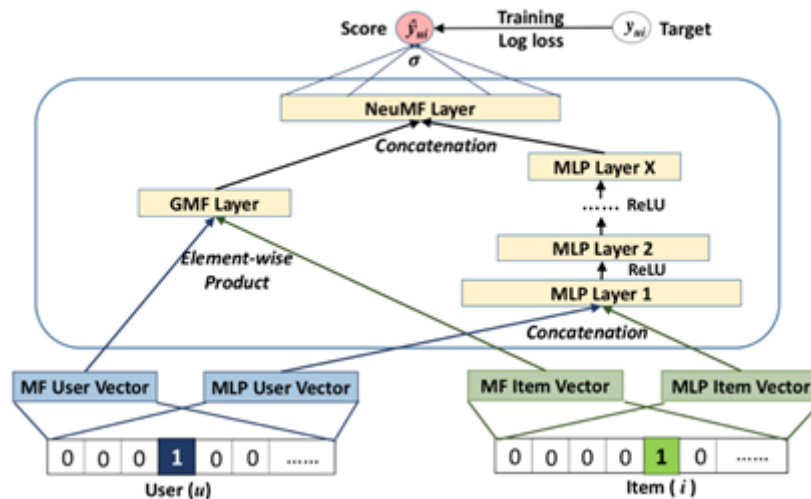 Score ŷui Training yui Target
Log loss
σ
NeuMF Layer
Concatenation
MLP Layer X
GMF Layer
...... ReLU
Element-wise
Product
MLP Layer 2
ReLU
MLP Layer 1
Concatenation
MF User Vector MLP User Vector MF Item Vector MLP Item Vector
0 0 0 1 0 0 ...... 0 0 0 0 1 0 ......
User (u) Item ( i )